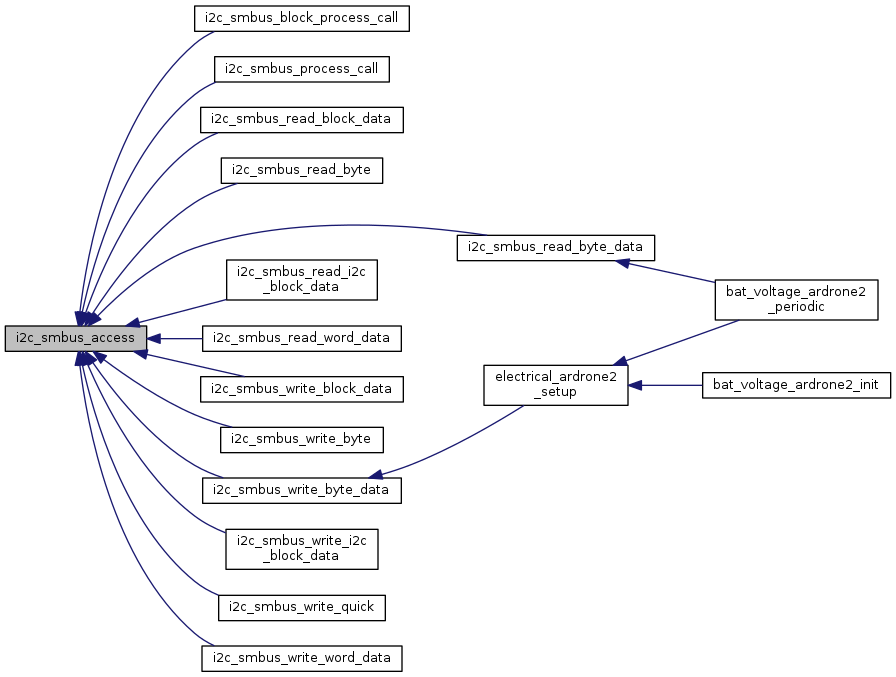 i2c_smbus_block_process_call
i2c_smbus_process_call
i2c_smbus_read_block_data
i2c_smbus_read_byte
i2c_smbus_read_byte_data
i2c_smbus_read_i2c
_block_data
bat_voltage_ardrone2
_periodic
i2c_smbus_access
i2c_smbus_read_word_data
i2c_smbus_write_block_data
electrical_ardrone2
_setup
bat_voltage_ardrone2_init
i2c_smbus_write_byte
i2c_smbus_write_byte_data
i2c_smbus_write_i2c
_block_data
i2c_smbus_write_quick
i2c_smbus_write_word_data